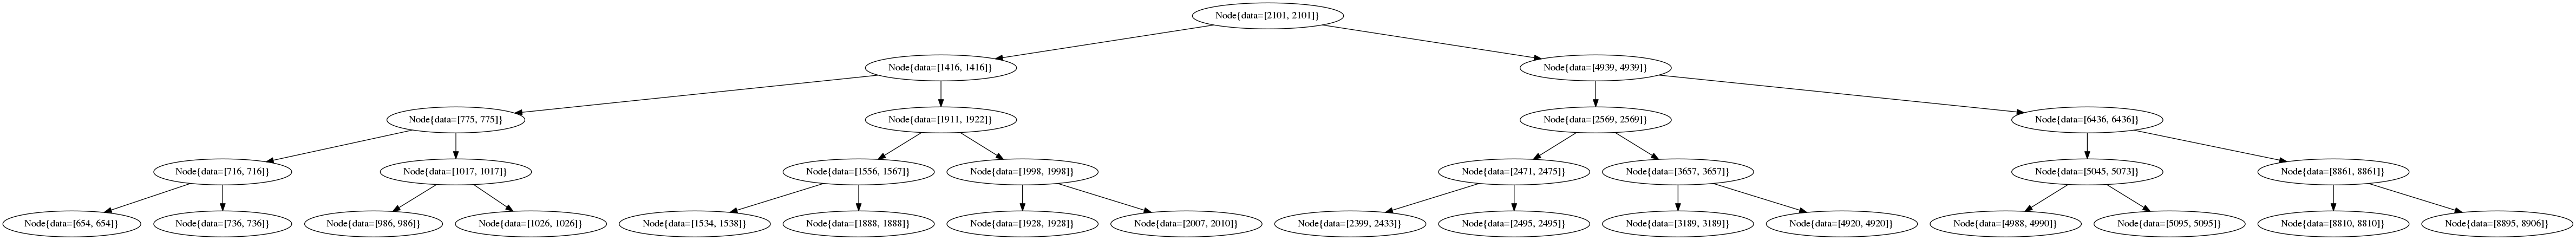 Node{data=[2101, 2101]}
Node{data=[1416, 1416]}
Node{data=[4939, 4939]}
Node{data=[775, 775]}
Node{data=[1911, 1922]}
Node{data=[2569, 2569]}
Node{data=[6436, 6436]}
Node{data=[716, 716]}
Node{data=[1017, 1017]}
Node{data=[1556, 1567]}
Node{data=[1998, 1998]}
Node{data=[2471, 2475]}
Node{data=[3657, 3657]}
Node{data=[5045, 5073]}
Node{data=[8861, 8861]}
Node{data=[654, 654]}
Node{data=[736, 736]}
Node{data=[986, 986]}
Node{data=[1026, 1026]}
Node{data=[1534, 1538]}
Node{data=[1888, 1888]}
Node{data=[1928, 1928]}
Node{data=[2007, 2010]}
Node{data=[2399, 2433]}
Node{data=[2495, 2495]}
Node{data=[3189, 3189]}
Node{data=[4920, 4920]}
Node{data=[4988, 4990]}
Node{data=[5095, 5095]}
Node{data=[8810, 8810]}
Node{data=[8895, 8906]}